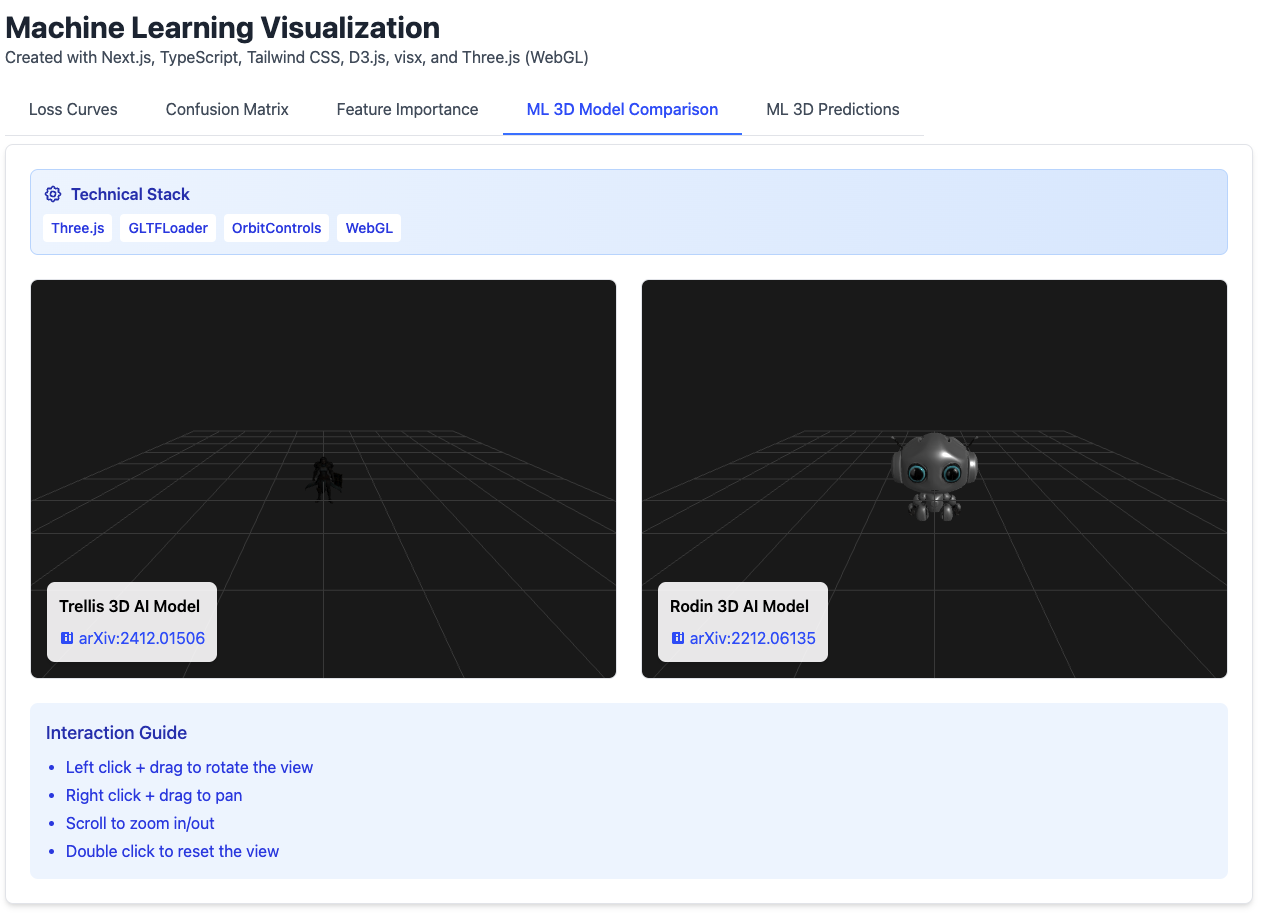 Machine Learning Visualization
Created with Next.js, TypeScript, Tailwind CSS, D3.js, visx, and Three.js (WebGL)
Loss Curves
Confusion Matrix
Feature Importance
ML 3D Model Comparison
ML 3D Predictions
Technical Stack
Three.js
GLTFLoader
OrbitControls
WebGL
Trellis 3D AI Model
arXiv:2412.01506
Rodin 3D AI Model
arXiv:2212.06135
Interaction Guide
• Left click + drag to rotate the view
• Right click + drag to pan
• Scroll to zoom in/out
• Double click to reset the view